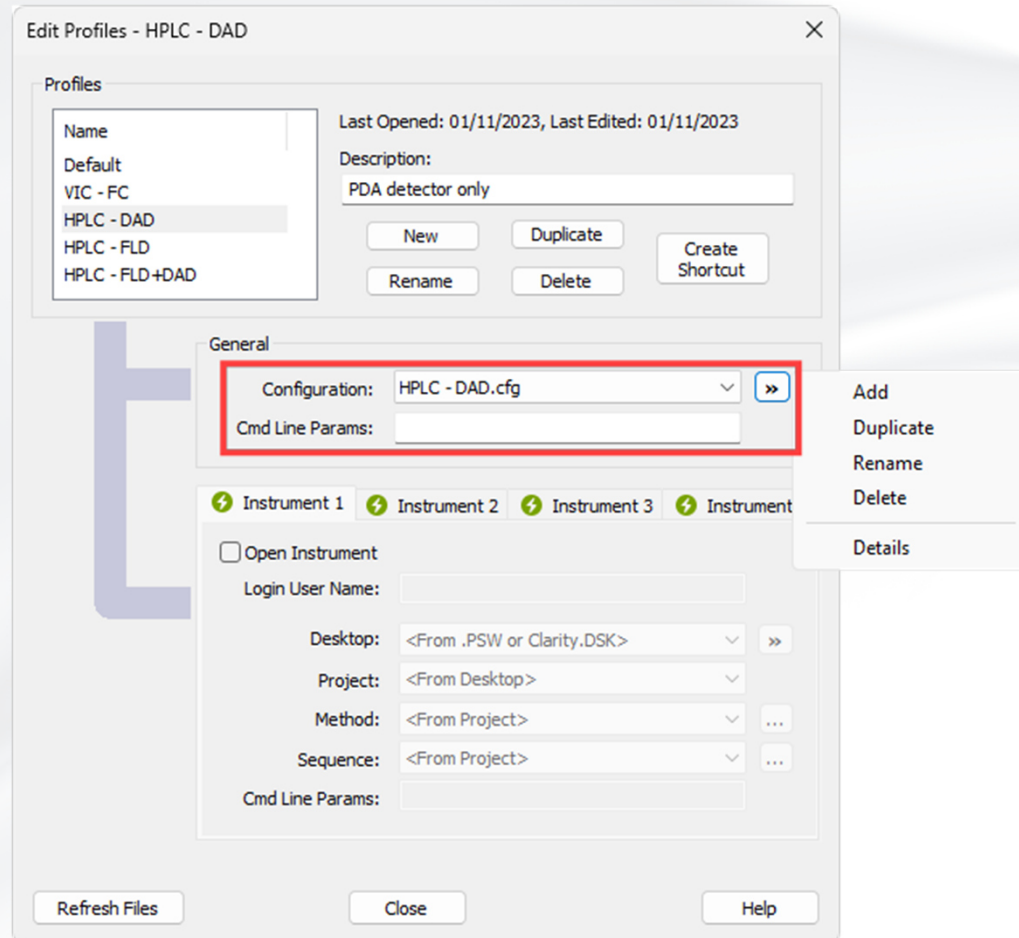 Edit Profiles - HPLC - DAD
Profiles
Name
Default
VIC - FC
HPLC - DAD
HPLC - FLD
HPLC - FLD+DAD
Last Opened: 01/11/2023, Last Edited: 01/11/2023
Description:
PDA detector only
New
Duplicate
Create
Shortcut
Rename
Delete
General
Configuration: HPLC - DAD.cfg »
Cmd Line Params:
Add
Duplicate
Rename
Delete
Details
Instrument 1 Instrument 2 Instrument 3 Instrument
Open Instrument
Login User Name:
Desktop: <From .PSW or Clarity.DSK> »
Project: <From Desktop>
Method: <From Project> ...
Sequence: <From Project> ...
Cmd Line Params:
Refresh Files
Close
Help